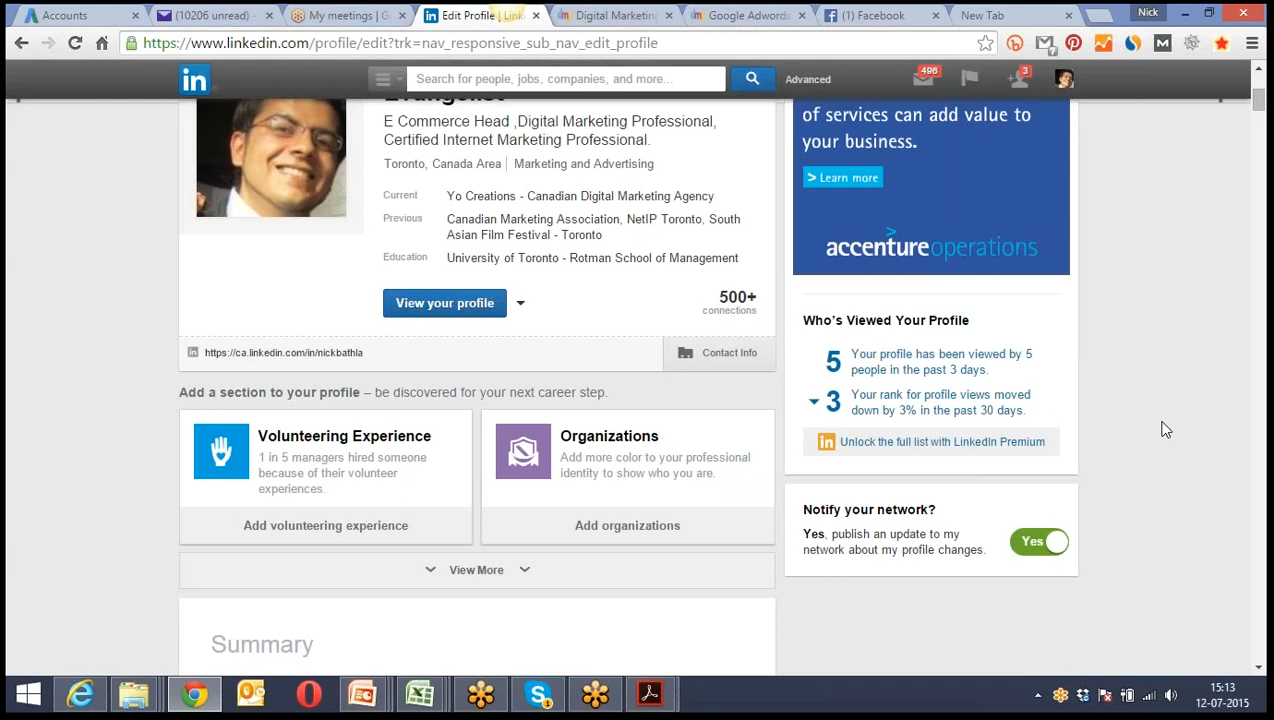 Accounts
(10206 unread) -
My meetings | G
Edit Profile | Link
Digital Marketing
Google Adwords
(1) Facebook
New Tab
Nick
https://www.linkedin.com/profile/edit?trk=nav_responsive_sub_nav_edit_profile
in
Search for people, jobs, companies, and more...
Advanced
496
3
E Commerce Head ,Digital Marketing Professional,
Certified Internet Marketing Professional.
Toronto, Canada Area | Marketing and Advertising
Current Yo Creations - Canadian Digital Marketing Agency
Previous Canadian Marketing Association, NetIP Toronto, South
Asian Film Festival - Toronto
Education University of Toronto - Rotman School of Management
View your profile
500+
connections
https://ca.linkedin.com/in/nickbathla
Contact Info
Add a section to your profile – be discovered for your next career step.
Volunteering Experience
1 in 5 managers hired someone
because of their volunteer
experiences.
Add volunteering experience
Organizations
Add more color to your professional
identity to show who you are.
Add organizations
View More
Summary
of services can add value to
your business.
> Learn more
accentureoperations
Who's Viewed Your Profile
5 Your profile has been viewed by 5
people in the past 3 days.
3 Your rank for profile views moved
down by 3% in the past 30 days.
in Unlock the full list with LinkedIn Premium
Notify your network?
Yes, publish an update to my
network about my profile changes.
Yes
15:13
12-07-2015